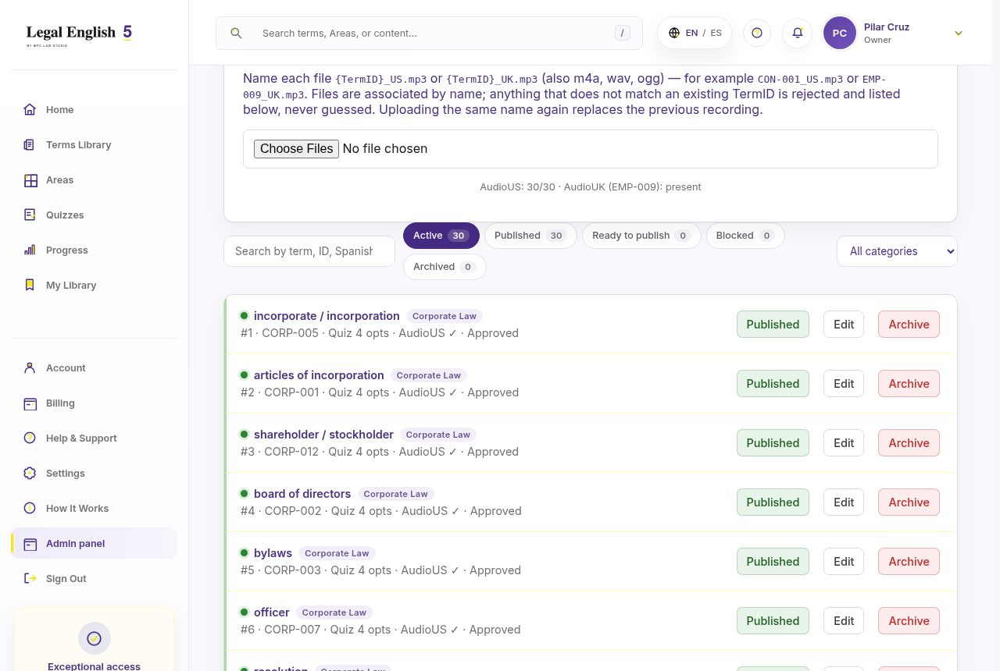 Legal English 5
BY MPC LAW STUDIO
Search terms, Areas, or content...
/
EN / ES
PC
Pilar Cruz
Owner
Home
Terms Library
Areas
Quizzes
Progress
My Library
Account
Billing
Help & Support
Settings
How It Works
Admin panel
Sign Out
Exceptional access
Name each file {TermID}_US.mp3 or {TermID}_UK.mp3 (also m4a, wav, ogg) — for example CON-001_US.mp3 or EMP-
009_UK.mp3. Files are associated by name; anything that does not match an existing TermID is rejected and listed
below, never guessed. Uploading the same name again replaces the previous recording.
Choose Files No file chosen
AudioUS: 30/30 · AudioUK (EMP-009): present
Search by term, ID, Spanish
Active 30
Published 30
Ready to publish 0
Blocked 0
Archived 0
All categories
incorporate / incorporation Corporate Law
#1 · CORP-005 · Quiz 4 opts · AudioUS ✓ · Approved
Published Edit Archive
articles of incorporation Corporate Law
#2 · CORP-001 · Quiz 4 opts · AudioUS ✓ · Approved
Published Edit Archive
shareholder / stockholder Corporate Law
#3 · CORP-012 · Quiz 4 opts · AudioUS ✓ · Approved
Published Edit Archive
board of directors Corporate Law
#4 · CORP-002 · Quiz 4 opts · AudioUS ✓ · Approved
Published Edit Archive
bylaws Corporate Law
#5 · CORP-003 · Quiz 4 opts · AudioUS ✓ · Approved
Published Edit Archive
officer Corporate Law
#6 · CORP-007 · Quiz 4 opts · AudioUS ✓ · Approved
Published Edit Archive
resolution Corporate Law